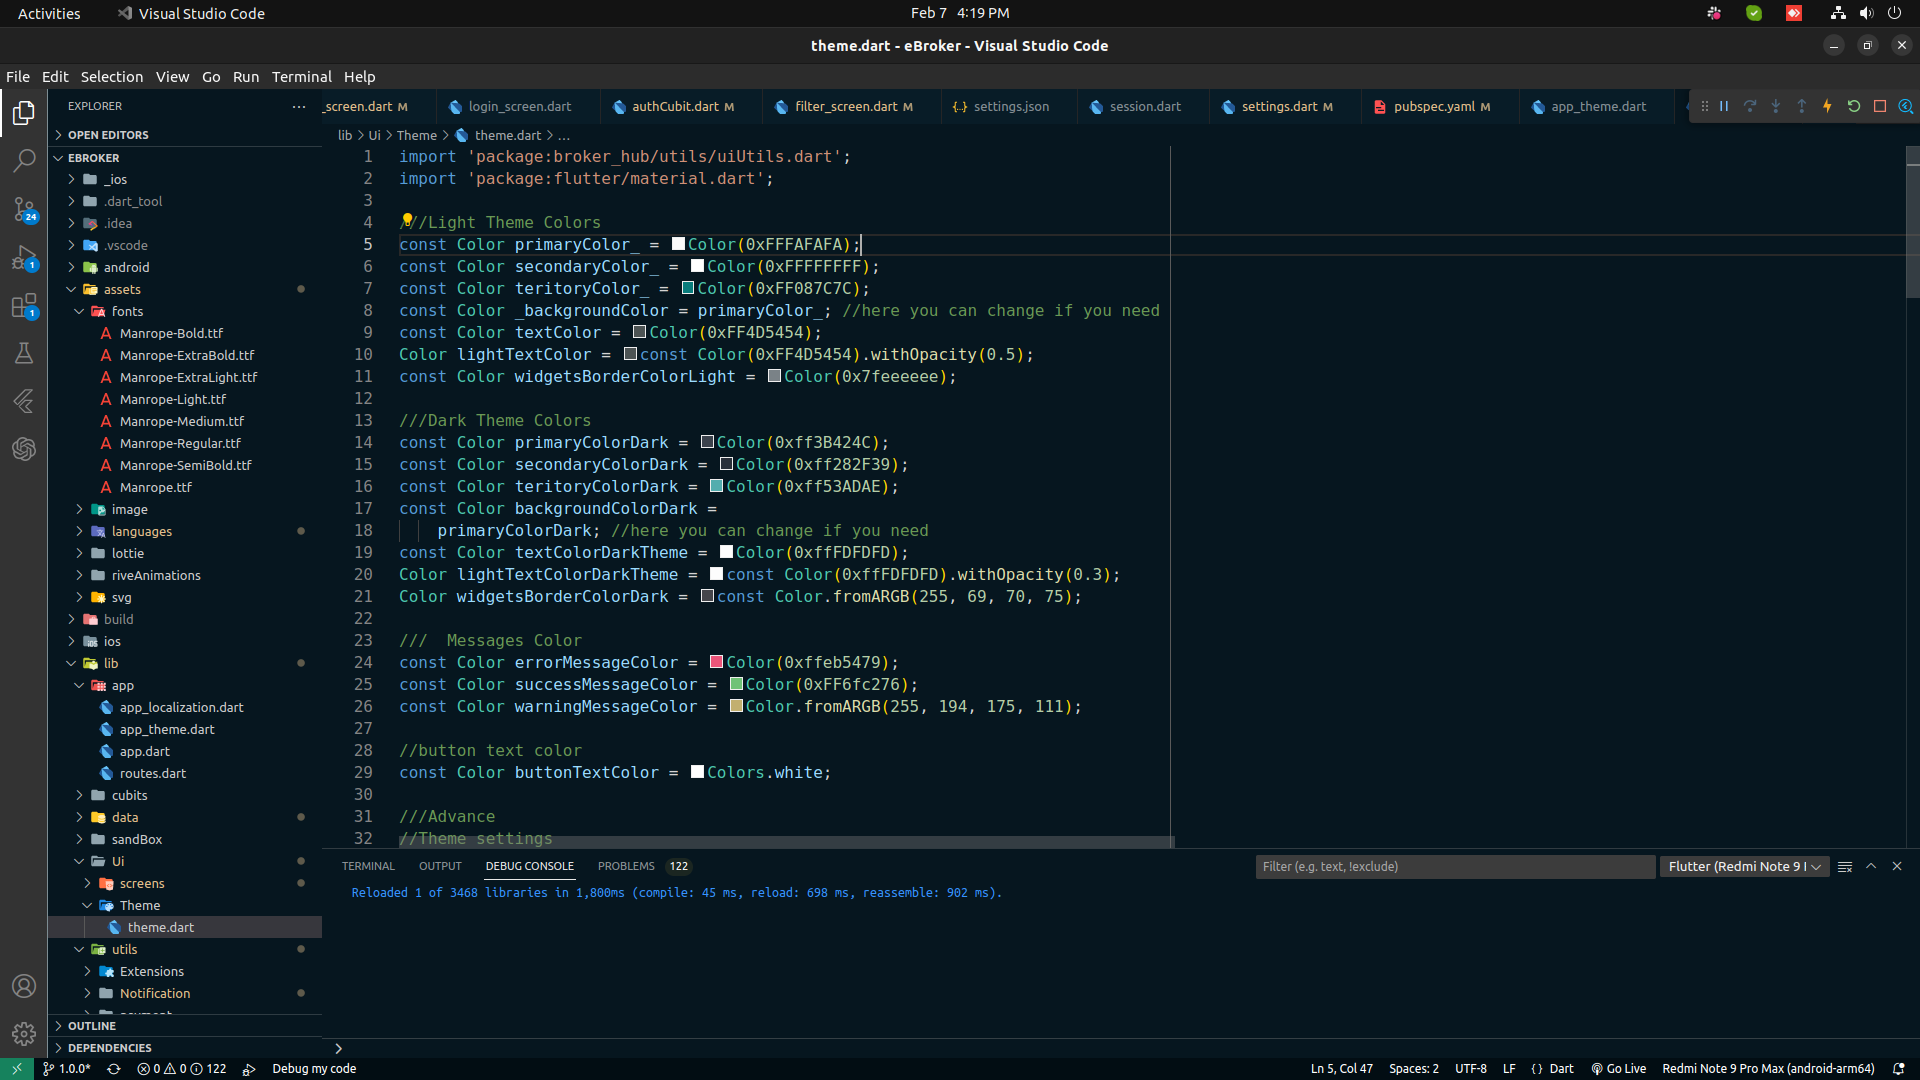 Activities
Visual Studio Code
Feb 7 4:19 PM
theme.dart - eBroker - Visual Studio Code
File Edit Selection View Go Run Terminal Help
EXPLORER
_screen.dart M
login_screen.dart
authCubit.dart M
filter_screen.dart M
settings.json
session.dart
settings.dart M
pubspec.yaml M
app_theme.dart
OPEN EDITORS
EBROKER
_ios
.dart_tool
.idea
.vscode
android
assets
fonts
Manrope-Bold.ttf
Manrope-ExtraBold.ttf
Manrope-ExtraLight.ttf
Manrope-Light.ttf
Manrope-Medium.ttf
Manrope-Regular.ttf
Manrope-SemiBold.ttf
Manrope.ttf
image
languages
lottie
riveAnimations
svg
build
ios
lib
app
app_localization.dart
app_theme.dart
app.dart
routes.dart
cubits
data
sandBox
Ui
screens
Theme
theme.dart
utils
Extensions
Notification
OUTLINE
DEPENDENCIES
24
1
1
lib > Ui > Theme > theme.dart > ...
1 import 'package:broker_hub/utils/uiUtils.dart';
2 import 'package:flutter/material.dart';
3
4 ///Light Theme Colors
5 const Color primaryColor_ = Color(0xFFFAFAFA);
6 const Color secondaryColor_ = Color(0xFFFFFFFF);
7 const Color teritoryColor_ = Color(0xFF087C7C);
8 const Color _backgroundColor = primaryColor_; //here you can change if you need
9 const Color textColor = Color(0xFF4D5454);
10 Color lightTextColor = const Color(0xFF4D5454).withOpacity(0.5);
11 const Color widgetsBorderColorLight = Color(0x7feeeeee);
12
13 ///Dark Theme Colors
14 const Color primaryColorDark = Color(0xff3B424C);
15 const Color secondaryColorDark = Color(0xff282F39);
16 const Color teritoryColorDark = Color(0xff53ADAE);
17 const Color backgroundColorDark =
18 primaryColorDark; //here you can change if you need
19 const Color textColorDarkTheme = Color(0xffFDFDFD);
20 Color lightTextColorDarkTheme = const Color(0xffFDFDFD).withOpacity(0.3);
21 Color widgetsBorderColorDark = const Color.fromARGB(255, 69, 70, 75);
22
23 ///  Messages Color
24 const Color errorMessageColor = Color(0xffeb5479);
25 const Color successMessageColor = Color(0xFF6fc276);
26 const Color warningMessageColor = Color.fromARGB(255, 194, 175, 111);
27
28 //button text color
29 const Color buttonTextColor = Colors.white;
30
31 ///Advance
32 //Theme settings
TERMINAL OUTPUT DEBUG CONSOLE PROBLEMS 122
Filter (e.g. text, !exclude)
Flutter (Redmi Note 9 I
Reloaded 1 of 3468 libraries in 1,800ms (compile: 45 ms, reload: 698 ms, reassemble: 902 ms).
1.0.0* 0 0 122 Debug my code
Ln 5, Col 47 Spaces: 2 UTF-8 LF { } Dart Go Live Redmi Note 9 Pro Max (android-arm64)